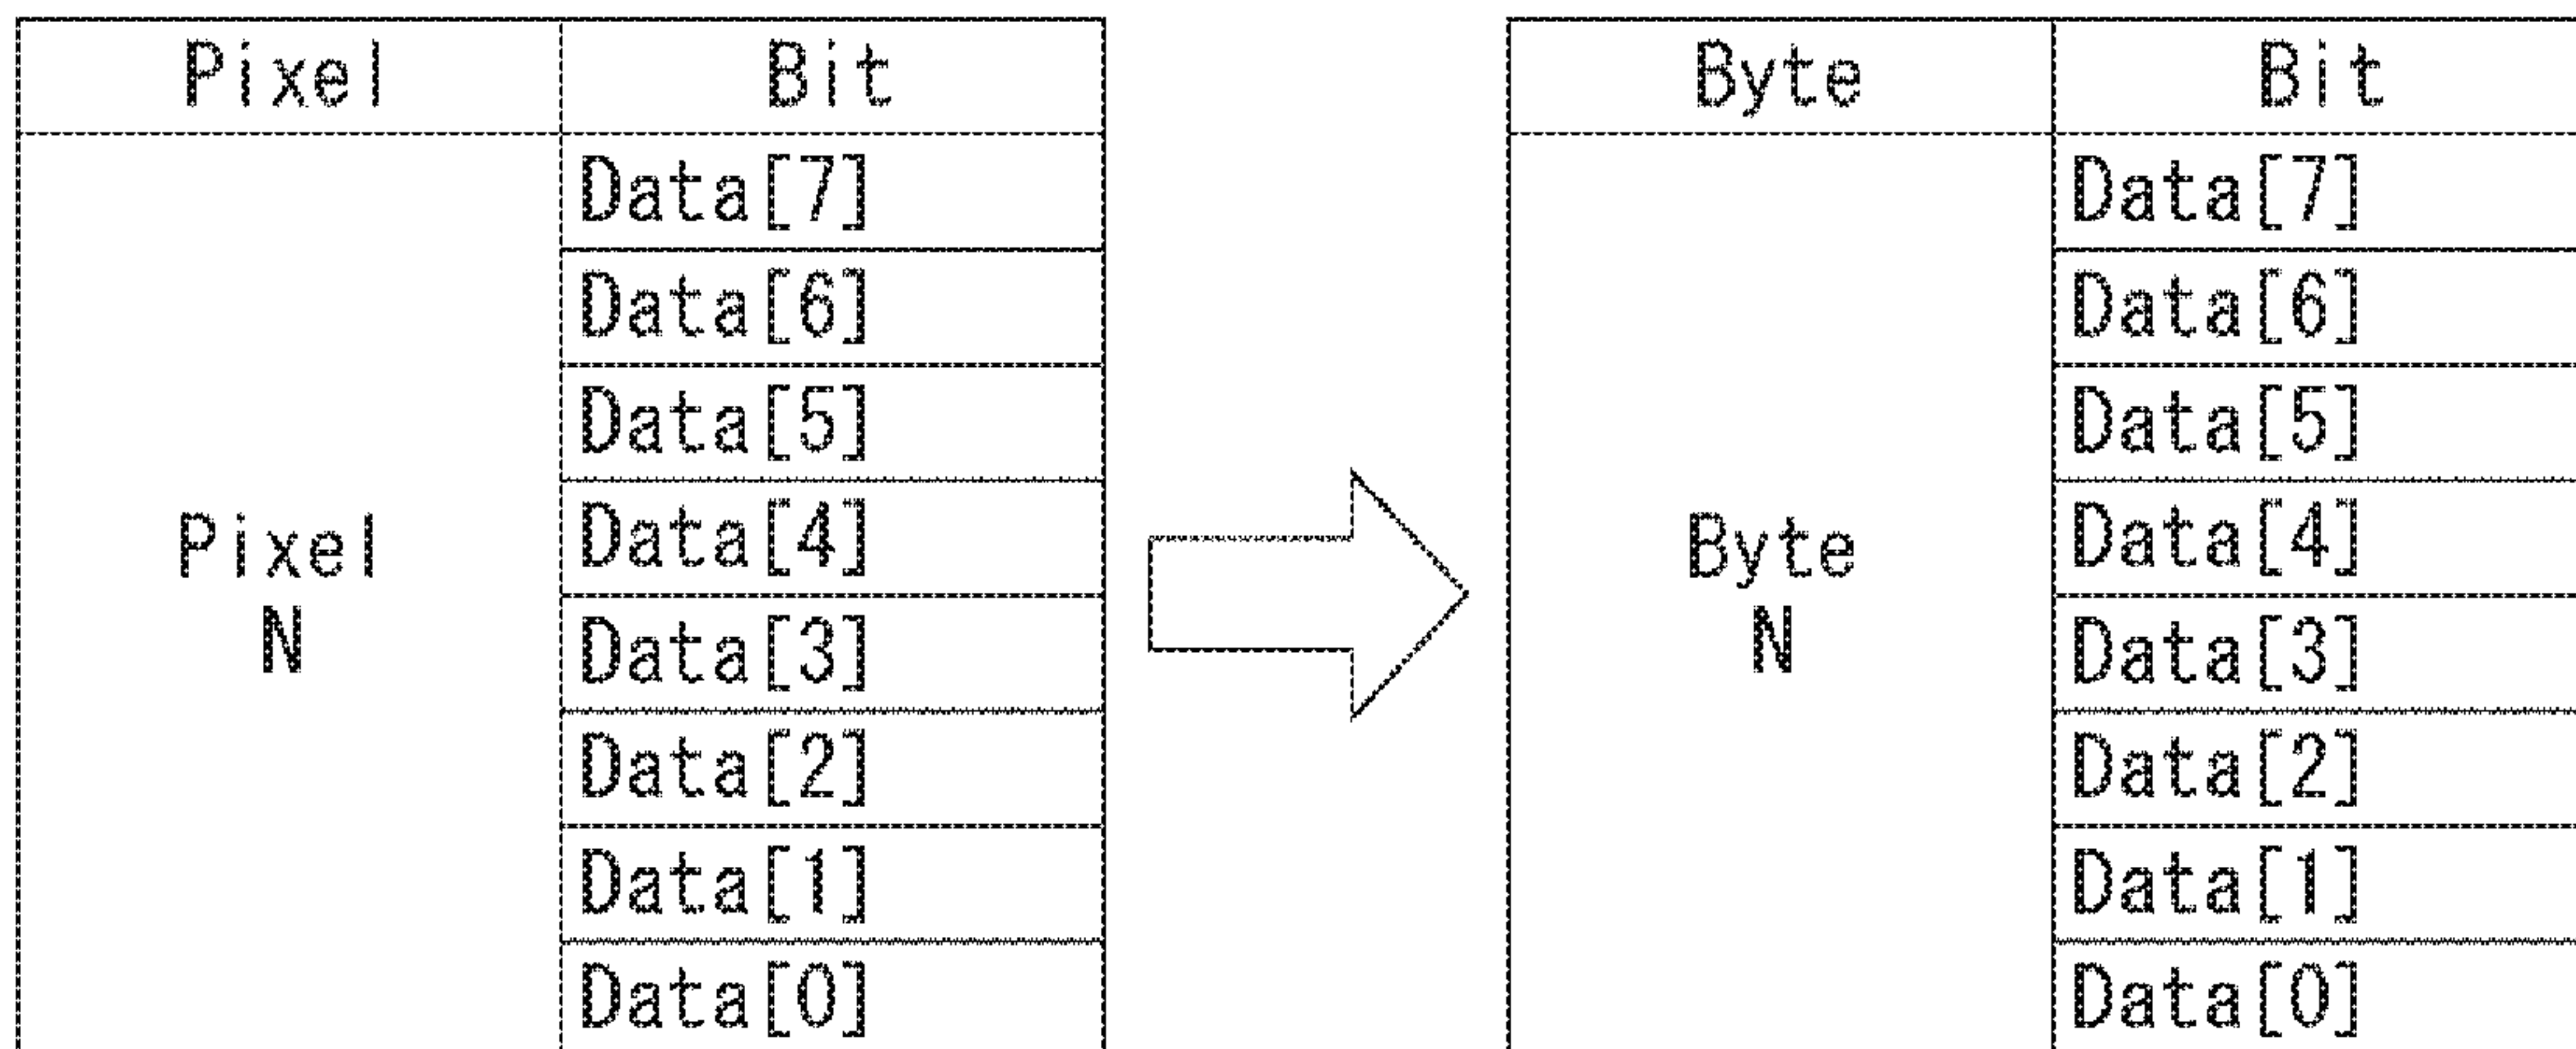 Pixel Bit Byte Bit
Data[7] Data[7]
Data[6] Data[6]
Data[5] Data[5]
Pixel Data[4] Byte Data[4]
N Data[3] N Data[3]
Data[2] Data[2]
Data[1] Data[1]
Data[0] Data[0]